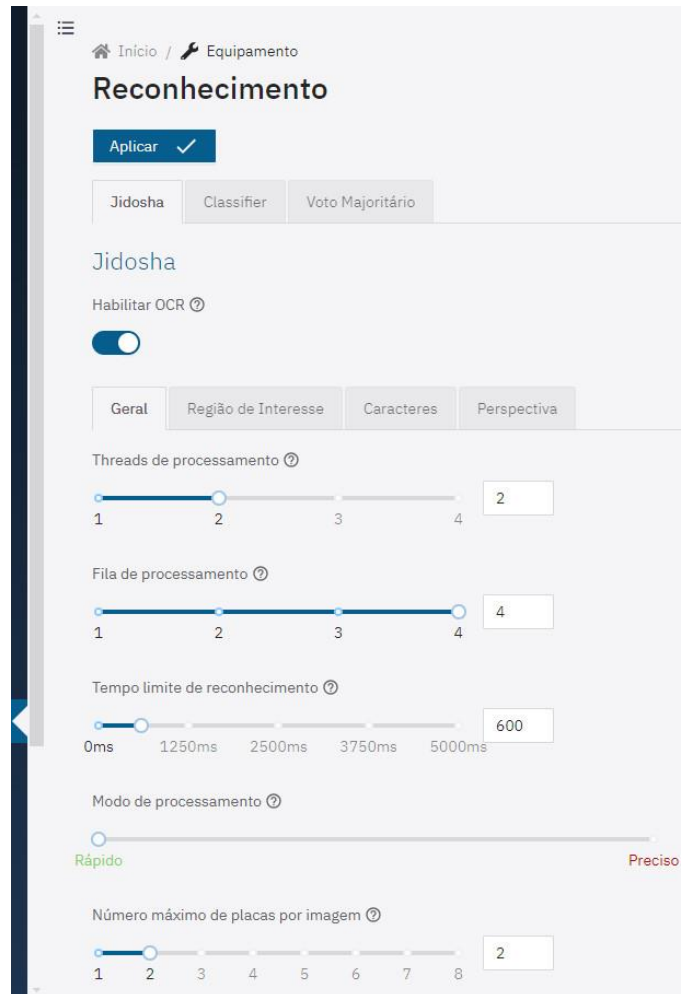 Início / Equipamento
Reconhecimento
Aplicar
Jidosha Classifier Voto Majoritário
Jidosha
Habilitar OCR
Geral Região de Interesse Caracteres Perspectiva
Threads de processamento
2
1 2 3 4
Fila de processamento
4
1 2 3 4
Tempo limite de reconhecimento
600
0ms 1250ms 2500ms 3750ms 5000ms
Modo de processamento
Rápido Preciso
Número máximo de placas por imagem
2
1 2 3 4 5 6 7 8